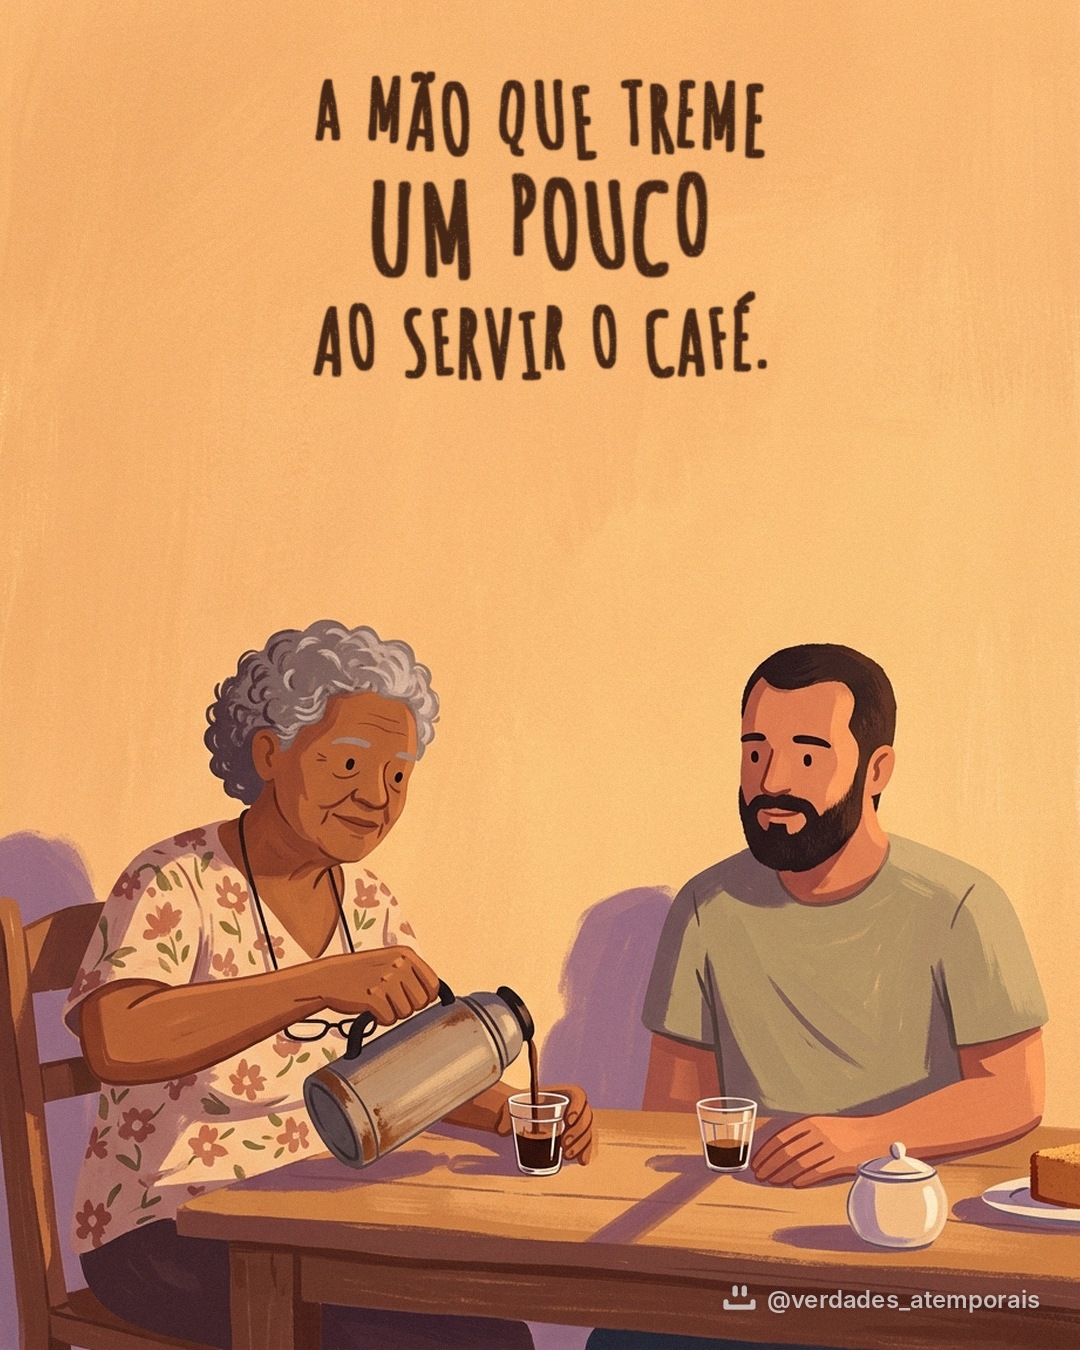 A MÃO QUE TREME
UM POUCO
AO SERVIR O CAFÉ.
@verdades_atemporais